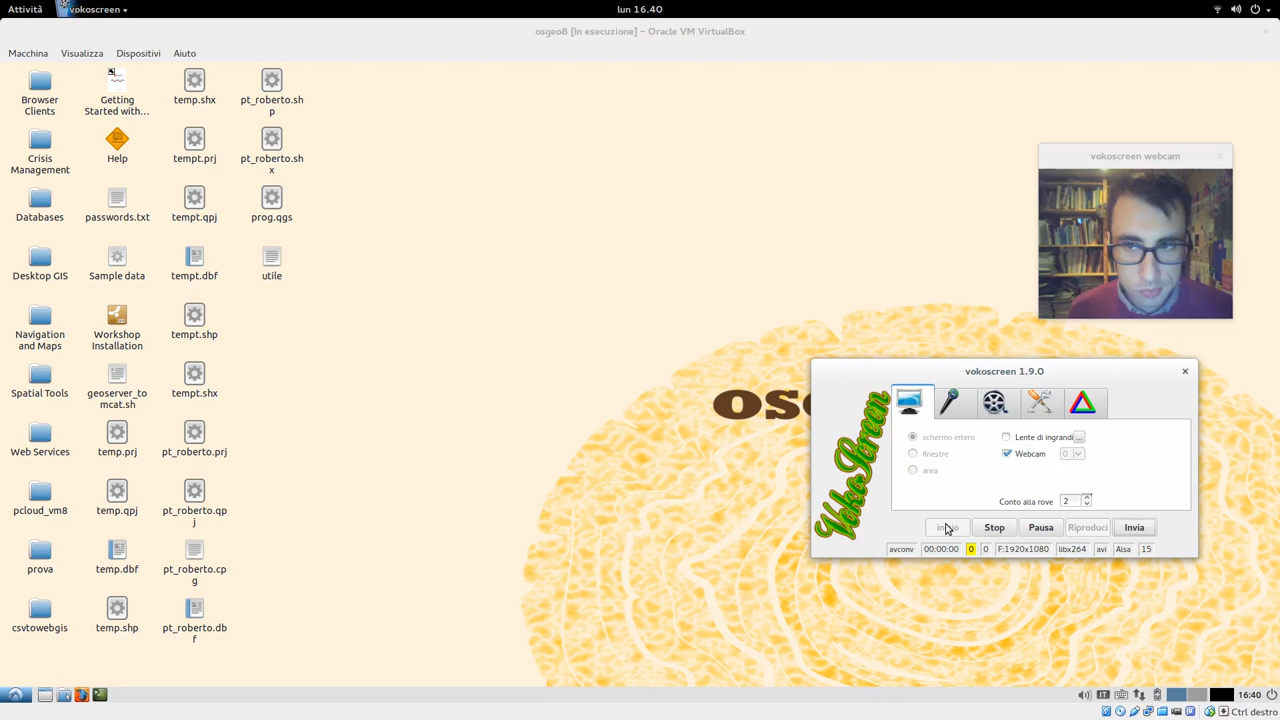 Attività
vokoscreen
lun 16.40
osgeo8 [In esecuzione] – Oracle VM VirtualBox
Macchina
Visualizza
Dispositivi
Aiuto
Browser
Clients
Getting
Started with...
temp.shx
pt_roberto.sh
p
Crisis
Management
Help
tempt.prj
pt_roberto.sh
x
Databases
passwords.txt
tempt.qpj
prog.qgs
Desktop GIS
Sample data
tempt.dbf
utile
Navigation
and Maps
Workshop
Installation
tempt.shp
Spatial Tools
geoserver_to
mcat.sh
tempt.shx
Web Services
temp.prj
pt_roberto.prj
pcloud_vm8
temp.qpj
pt_roberto.qp
j
prova
temp.dbf
pt_roberto.cp
g
csvtowebgis
temp.shp
pt_roberto.db
f
vokoscreen webcam
vokoscreen 1.9.0
VokoScreen
schermo intero
Lente di ingrandi
...
finestre
Webcam
0
area
Conto alla rove
2
Stop
Pausa
Riproduci
Invia
avconv
00:00:00
0
0
F:1920x1080
libx264
avi
Alsa
15
IT
16:40
Ctrl destro